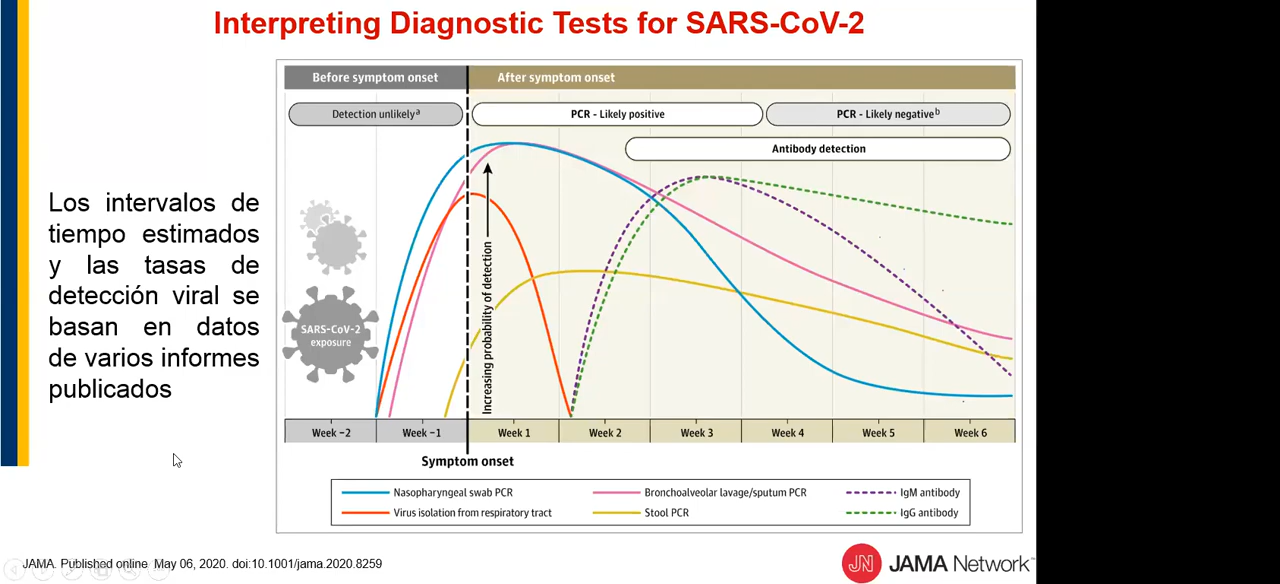 Interpreting Diagnostic Tests for SARS-CoV-2
Before symptom onset
After symptom onset
Detection unlikelyᵃ
PCR - Likely positive
PCR - Likely negativeᵇ
Antibody detection
Los intervalos de
tiempo estimados
y las tasas de
detección viral se
basan en datos
de varios informes
publicados
SARS-CoV-2
exposure
Increasing probability of detection
Week −2
Week −1
Week 1
Week 2
Week 3
Week 4
Week 5
Week 6
Symptom onset
Nasopharyngeal swab PCR
Bronchoalveolar lavage/sputum PCR
IgM antibody
Virus isolation from respiratory tract
Stool PCR
IgG antibody
JAMA. Published online May 06, 2020. doi:10.1001/jama.2020.8259
JN JAMA Network™